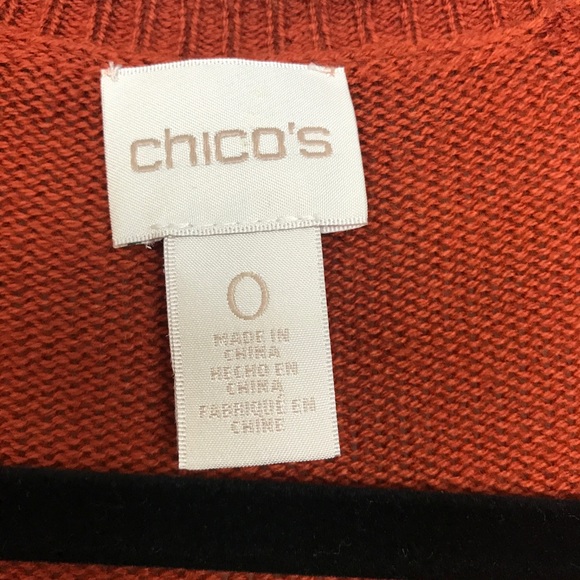 chico's
0
MADE IN
CHINA
HECHO EN
CHINA
FABRIQUÉ EN
CHINE